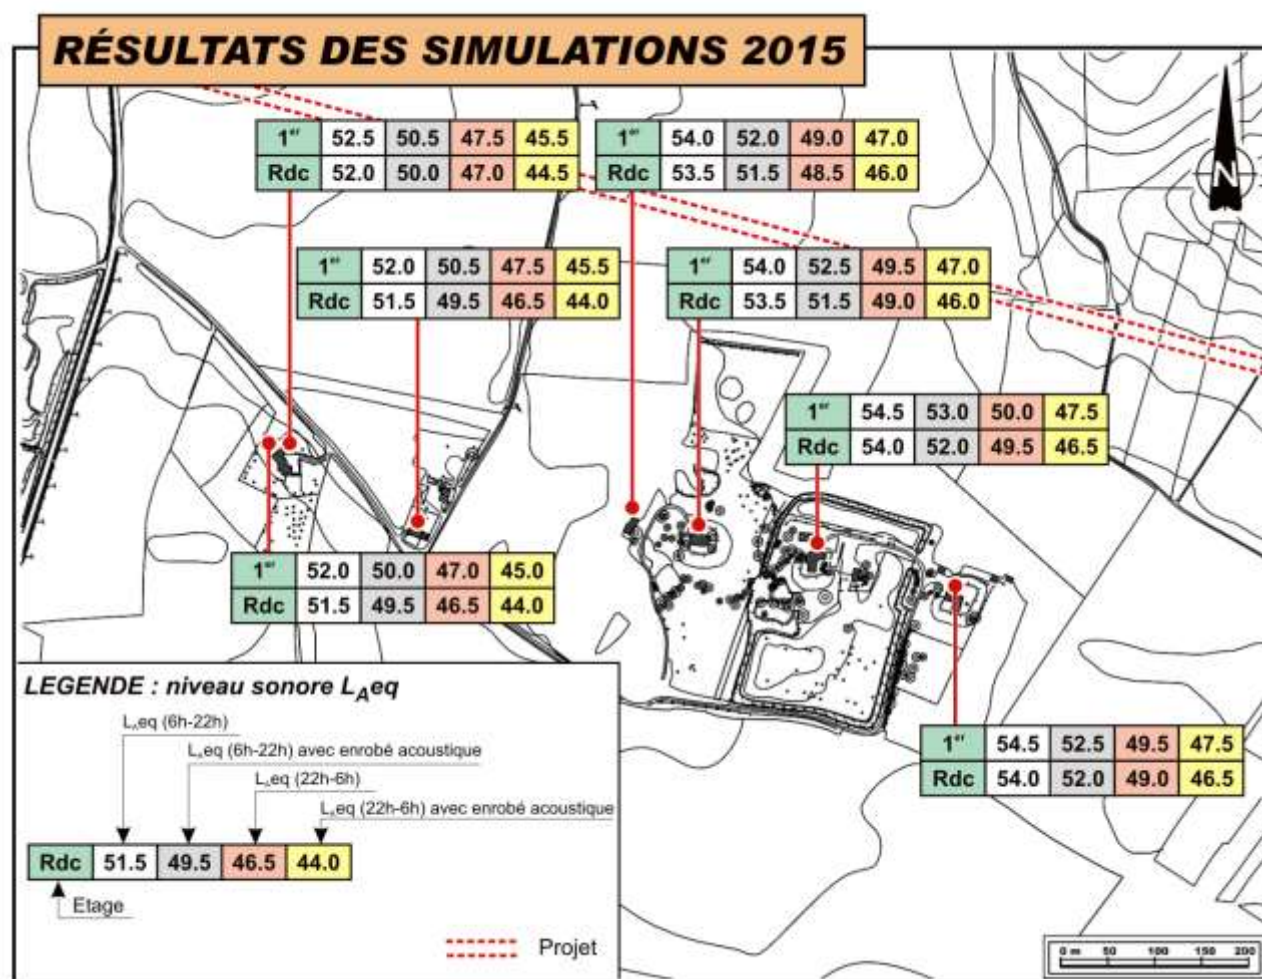 RÉSULTATS DES SIMULATIONS 2015
1er 52.5 50.5 47.5 45.5
Rdc 52.0 50.0 47.0 44.5
1er 54.0 52.0 49.0 47.0
Rdc 53.5 51.5 48.5 46.0
N
1er 52.0 50.5 47.5 45.5
Rdc 51.5 49.5 46.5 44.0
1er 54.0 52.5 49.5 47.0
Rdc 53.5 51.5 49.0 46.0
1er 54.5 53.0 50.0 47.5
Rdc 54.0 52.0 49.5 46.5
1er 52.0 50.0 47.0 45.0
Rdc 51.5 49.5 46.5 44.0
1er 54.5 52.5 49.5 47.5
Rdc 54.0 52.0 49.0 46.5
LEGENDE : niveau sonore LAeq
LAeq (6h-22h)
LAeq (6h-22h) avec enrobé acoustique
LAeq (22h-6h)
LAeq (22h-6h) avec enrobé acoustique
Rdc 51.5 49.5 46.5 44.0
Etage
Projet
0 m 50 100 150 200